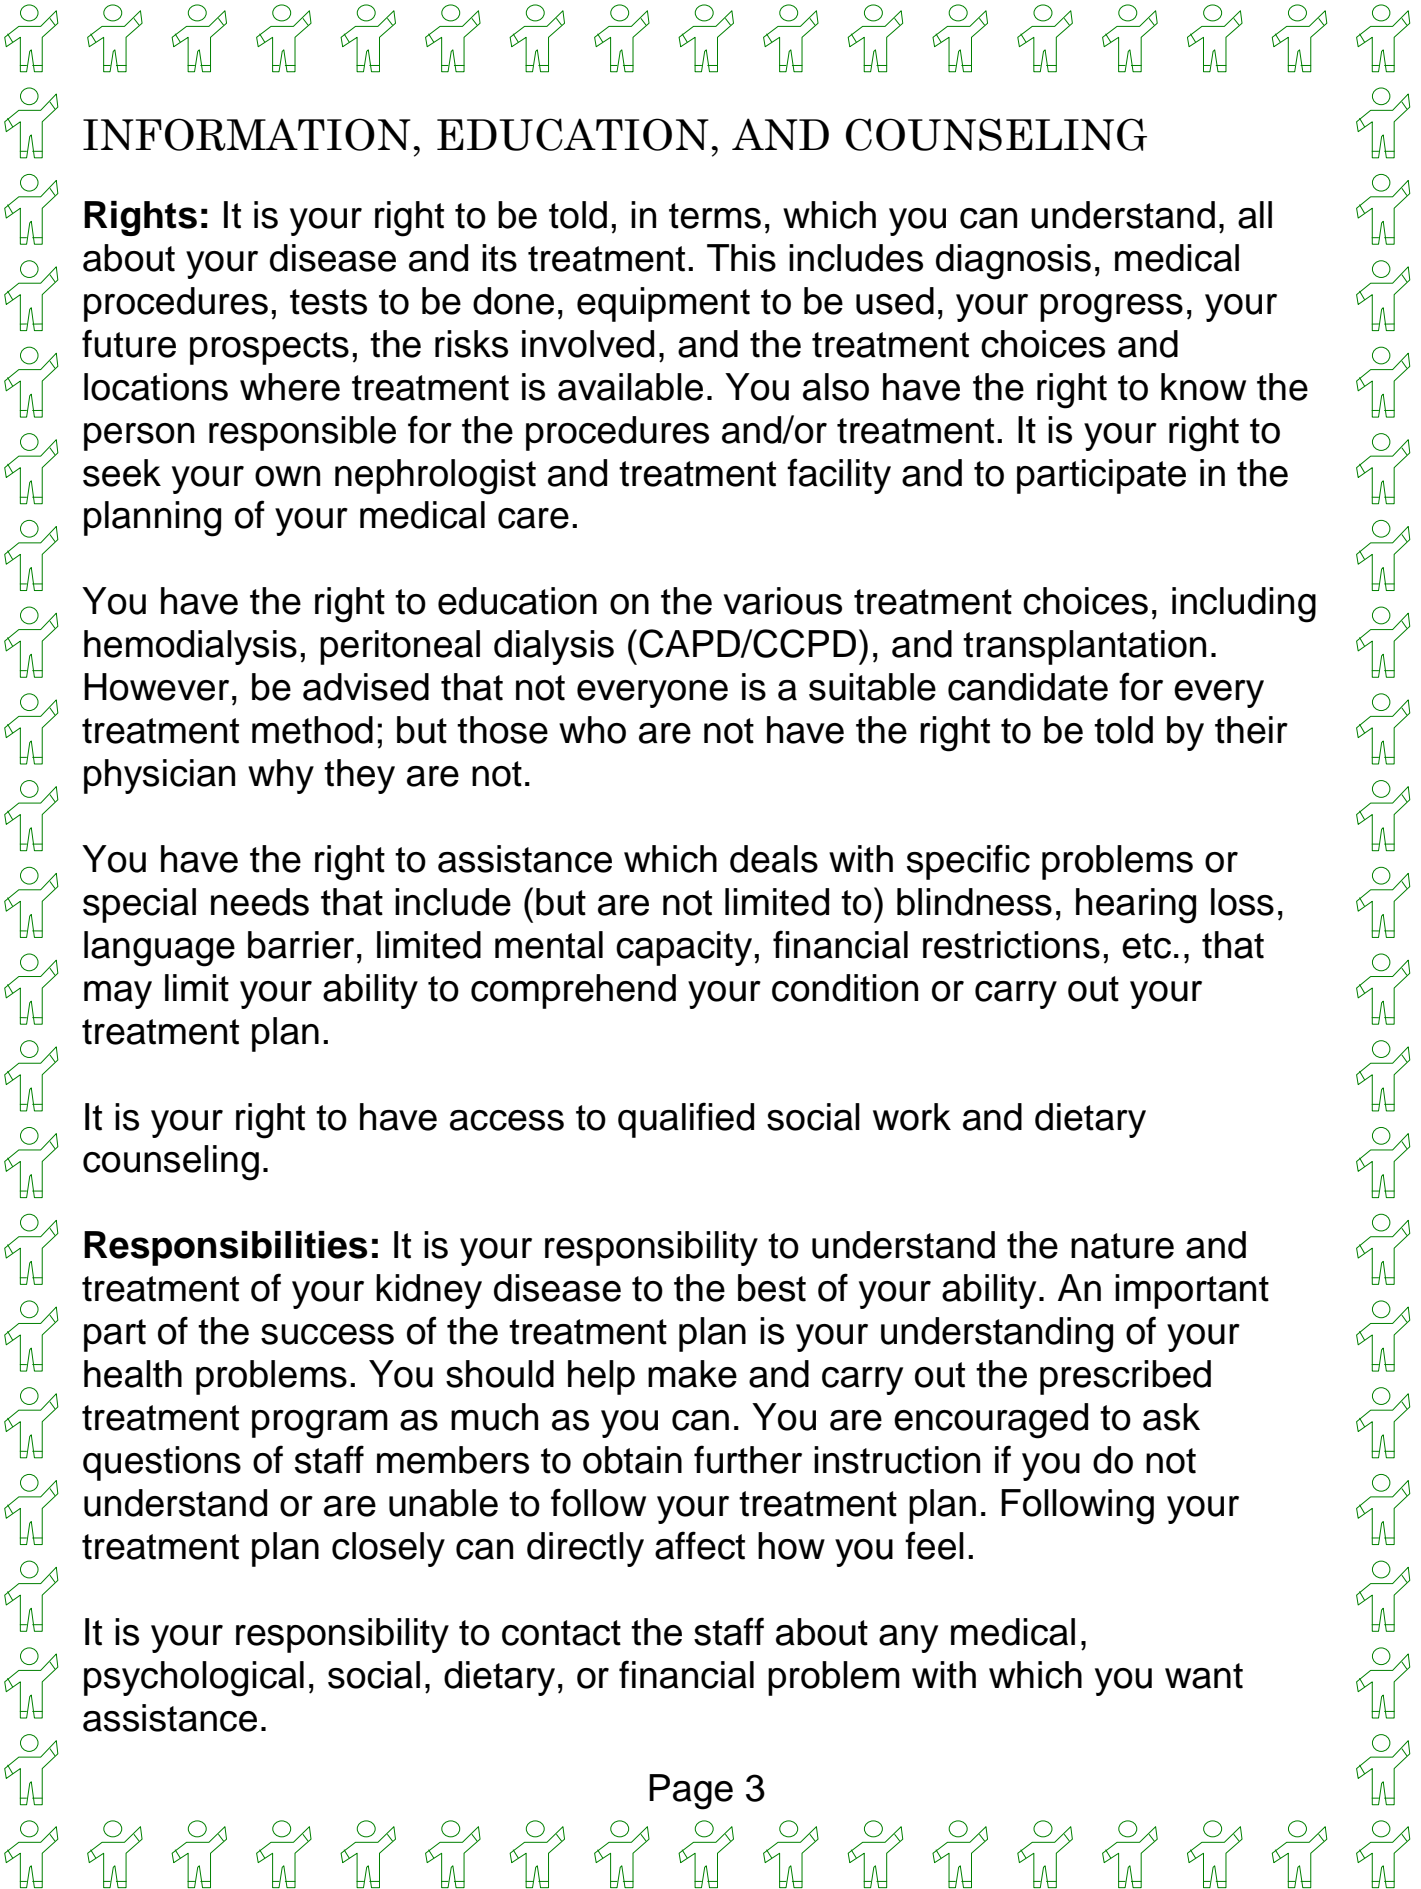 INFORMATION, EDUCATION, AND COUNSELING
Rights: It is your right to be told, in terms, which you can understand, all
about your disease and its treatment. This includes diagnosis, medical
procedures, tests to be done, equipment to be used, your progress, your
future prospects, the risks involved, and the treatment choices and
locations where treatment is available. You also have the right to know the
person responsible for the procedures and/or treatment. It is your right to
seek your own nephrologist and treatment facility and to participate in the
planning of your medical care.
You have the right to education on the various treatment choices, including
hemodialysis, peritoneal dialysis (CAPD/CCPD), and transplantation.
However, be advised that not everyone is a suitable candidate for every
treatment method; but those who are not have the right to be told by their
physician why they are not.
You have the right to assistance which deals with specific problems or
special needs that include (but are not limited to) blindness, hearing loss,
language barrier, limited mental capacity, financial restrictions, etc., that
may limit your ability to comprehend your condition or carry out your
treatment plan.
It is your right to have access to qualified social work and dietary
counseling.
Responsibilities: It is your responsibility to understand the nature and
treatment of your kidney disease to the best of your ability. An important
part of the success of the treatment plan is your understanding of your
health problems. You should help make and carry out the prescribed
treatment program as much as you can. You are encouraged to ask
questions of staff members to obtain further instruction if you do not
understand or are unable to follow your treatment plan. Following your
treatment plan closely can directly affect how you feel.
It is your responsibility to contact the staff about any medical,
psychological, social, dietary, or financial problem with which you want
assistance.
Page 3